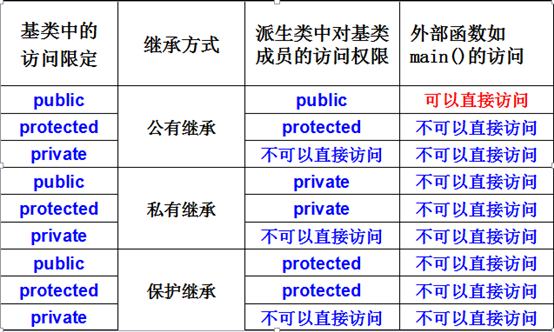 基类中的 访问限定 继承方式 派生类中对基类 成员的访问权限 外部函数如 main()的访问
public 公有继承 public 可以直接访问
protected protected 不可以直接访问
private 不可以直接访问 不可以直接访问
public 私有继承 private 不可以直接访问
protected private 不可以直接访问
private 不可以直接访问 不可以直接访问
public 保护继承 protected 不可以直接访问
protected protected 不可以直接访问
private 不可以直接访问 不可以直接访问